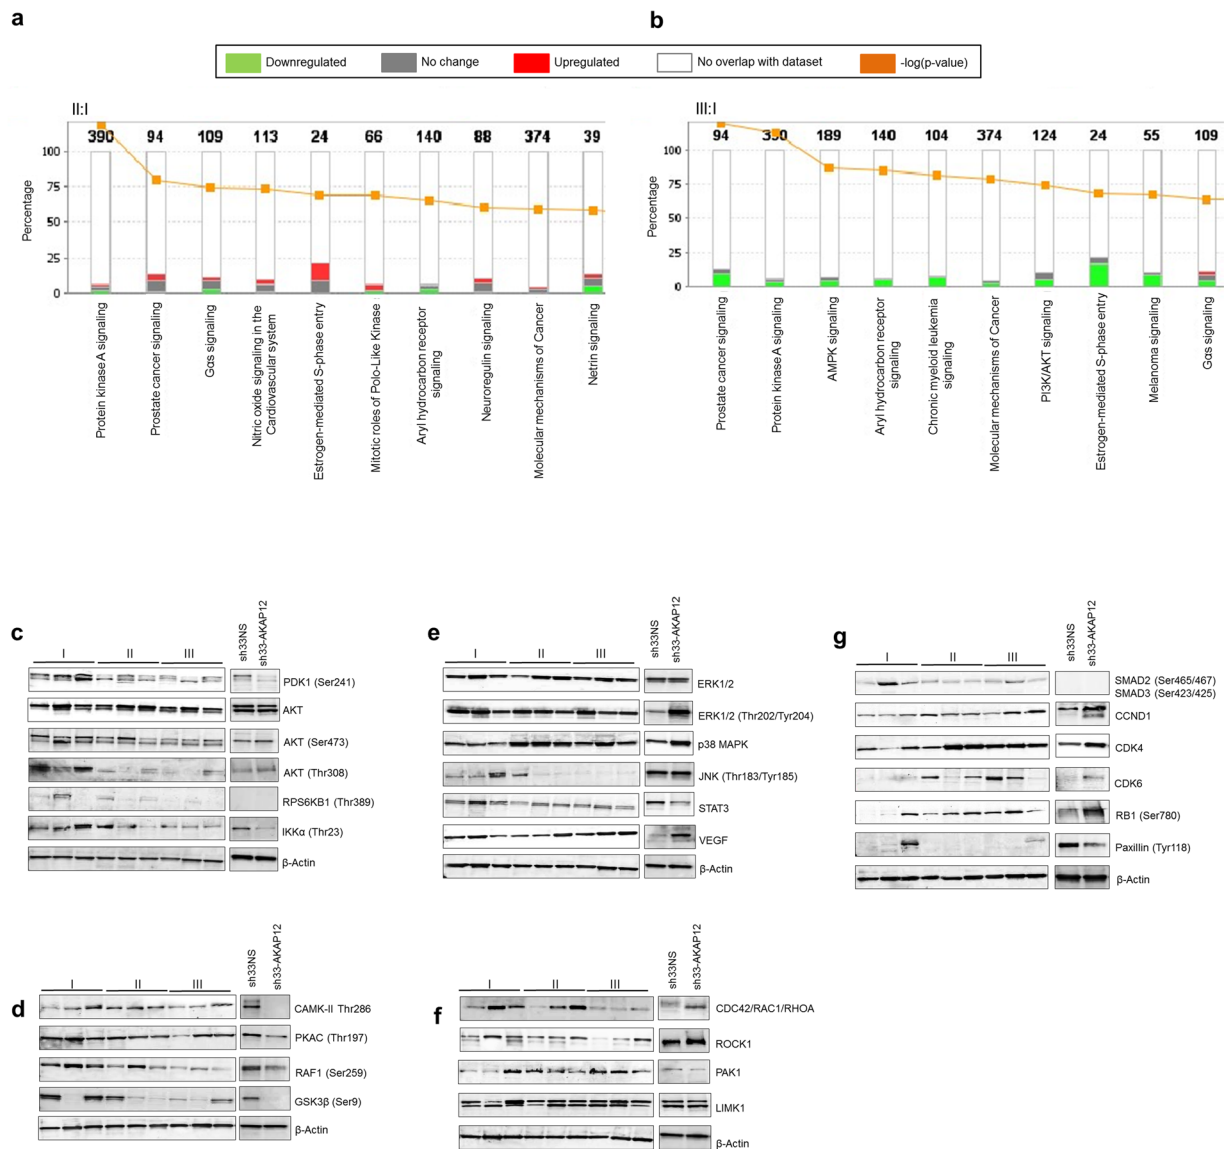 a
b
Downregulated
No change
Upregulated
No overlap with dataset
-log(p-value)
II:I
390 94 109 113 24 66 140 88 374 39
Percentage
100
75
50
25
0
Protein kinase A signaling
Prostate cancer signaling
Gαs signaling
Nitric oxide signaling in the
Cardiovascular system
Estrogen-mediated S-phase entry
Mitotic roles of Polo-Like Kinase
Aryl hydrocarbon receptor
signaling
Neuroregulin signaling
Molecular mechanisms of Cancer
Netrin signaling
III:I
94 390 189 140 104 374 124 24 55 109
Percentage
100
75
50
25
0
Prostate cancer signaling
Protein kinase A signaling
AMPK signaling
Aryl hydrocarbon receptor
signaling
Chronic myeloid leukemia
signaling
Molecular mechanisms of Cancer
PI3K/AKT signaling
Estrogen-mediated S-phase entry
Melanoma signaling
Gαs signaling
c
I II III
sh33NS
sh33-AKAP12
PDK1 (Ser241)
AKT
AKT (Ser473)
AKT (Thr308)
RPS6KB1 (Thr389)
IKKα (Thr23)
β-Actin
e
I II III
sh33NS
sh33-AKAP12
ERK1/2
ERK1/2 (Thr202/Tyr204)
p38 MAPK
JNK (Thr183/Tyr185)
STAT3
VEGF
β-Actin
g
I II III
sh33NS
sh33-AKAP12
SMAD2 (Ser465/467)
SMAD3 (Ser423/425)
CCND1
CDK4
CDK6
RB1 (Ser780)
Paxillin (Tyr118)
β-Actin
d
I II III
sh33NS
sh33-AKAP12
CAMK-II Thr286
PKAC (Thr197)
RAF1 (Ser259)
GSK3β (Ser9)
β-Actin
f
I II III
sh33NS
sh33-AKAP12
CDC42/RAC1/RHOA
ROCK1
PAK1
LIMK1
β-Actin